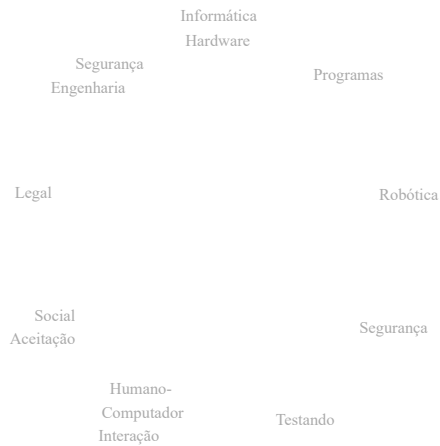 Informática
Hardware
Segurança
Engenharia
Programas
Legal
Robótica
Social
Aceitação
Segurança
Humano-
Computador
Interação
Testando